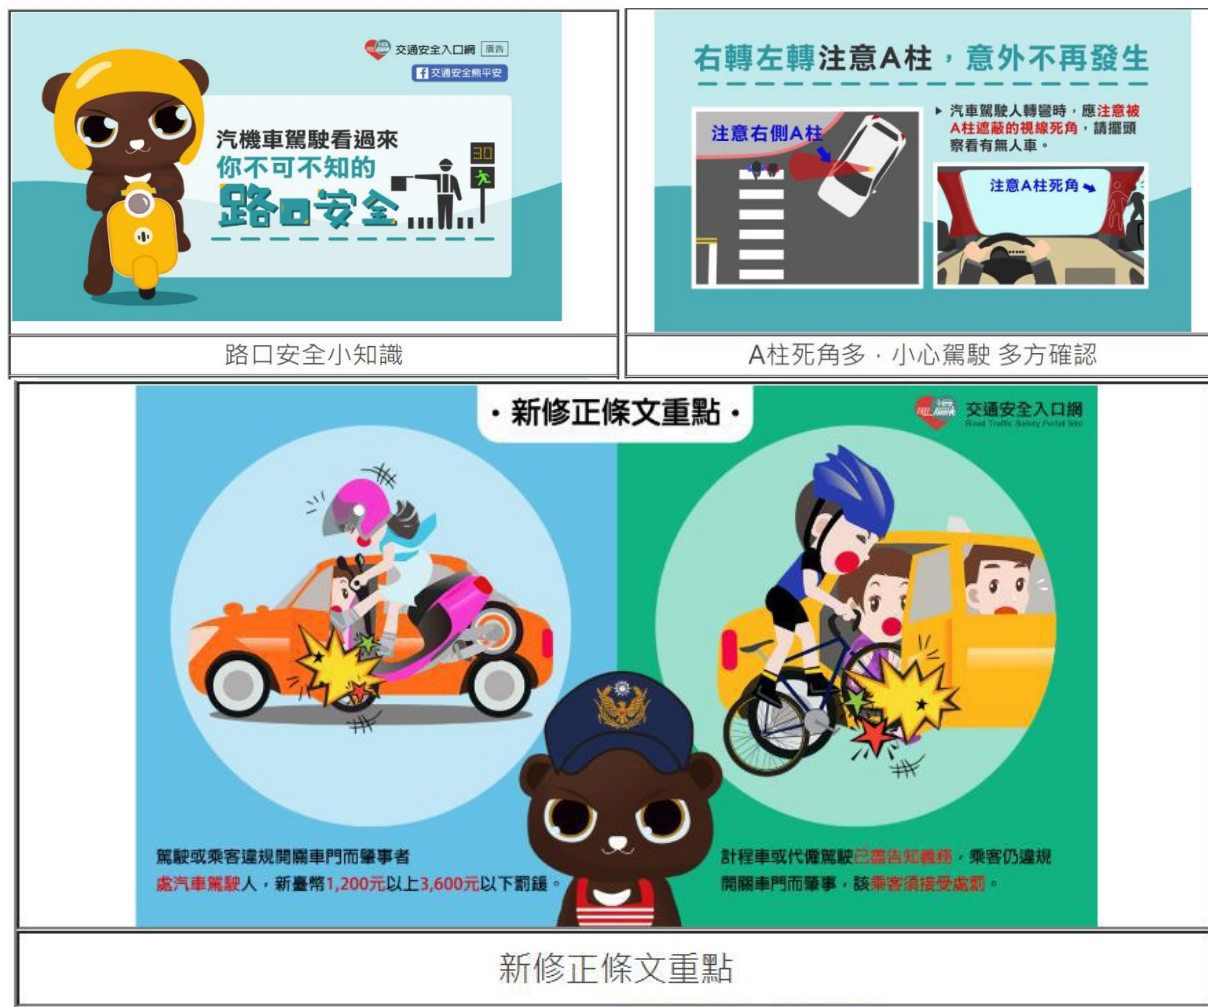 交通安全入口網 廣告
交通安全熊平安
汽機車駕駛看過來
你不可不知的
路口安全
30
路口安全小知識
右轉左轉注意A柱,意外不再發生
注意右側A柱
汽車駕駛人轉彎時,應注意被
A柱遮蔽的視線死角,請擺頭
察看有無人車。
注意A柱死角
A柱死角多,小心駕駛 多方確認
·新修正條文重點·
交通安全入口網
Road Traffic Safety Portal Site
駕駛或乘客違規開關車門而肇事者
處汽車駕駛人,新臺幣1,200元以上3,600元以下罰鍰。
計程車或代僱駕駛已盡告知義務,乘客仍違規
開關車門而肇事,該乘客須接受處罰。
新修正條文重點